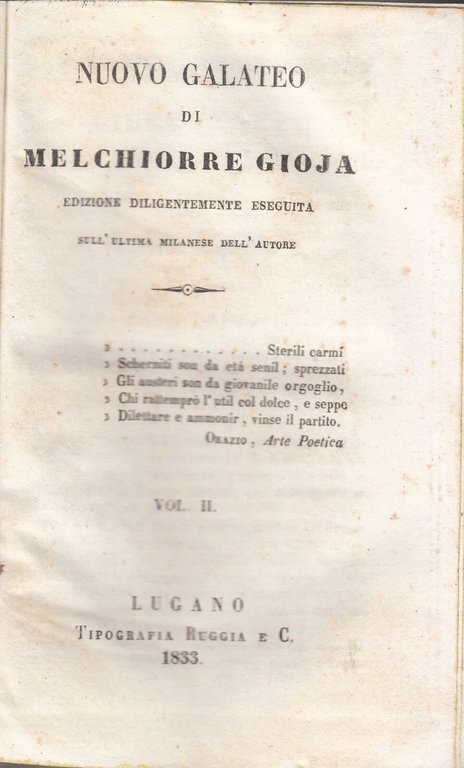 NUOVO GALATEO
DI
MELCHIORRE GIOJA
EDIZIONE DILIGENTEMENTE ESEGUITA
SULL' ULTIMA MILANESE DELL' AUTORE
› . . . . . . . . . . . . Sterili carmi
› Scherniti son da età senil; sprezzati
› Gli austeri son da giovanile orgoglio,
› Chi rattemprò l' util col dolce, e seppe
› Dilettare e ammonir, vinse il partito.
ORAZIO, Arte Poetica
VOL. II.
LUGANO
TIPOGRAFIA RUGGIA E C.
1833.